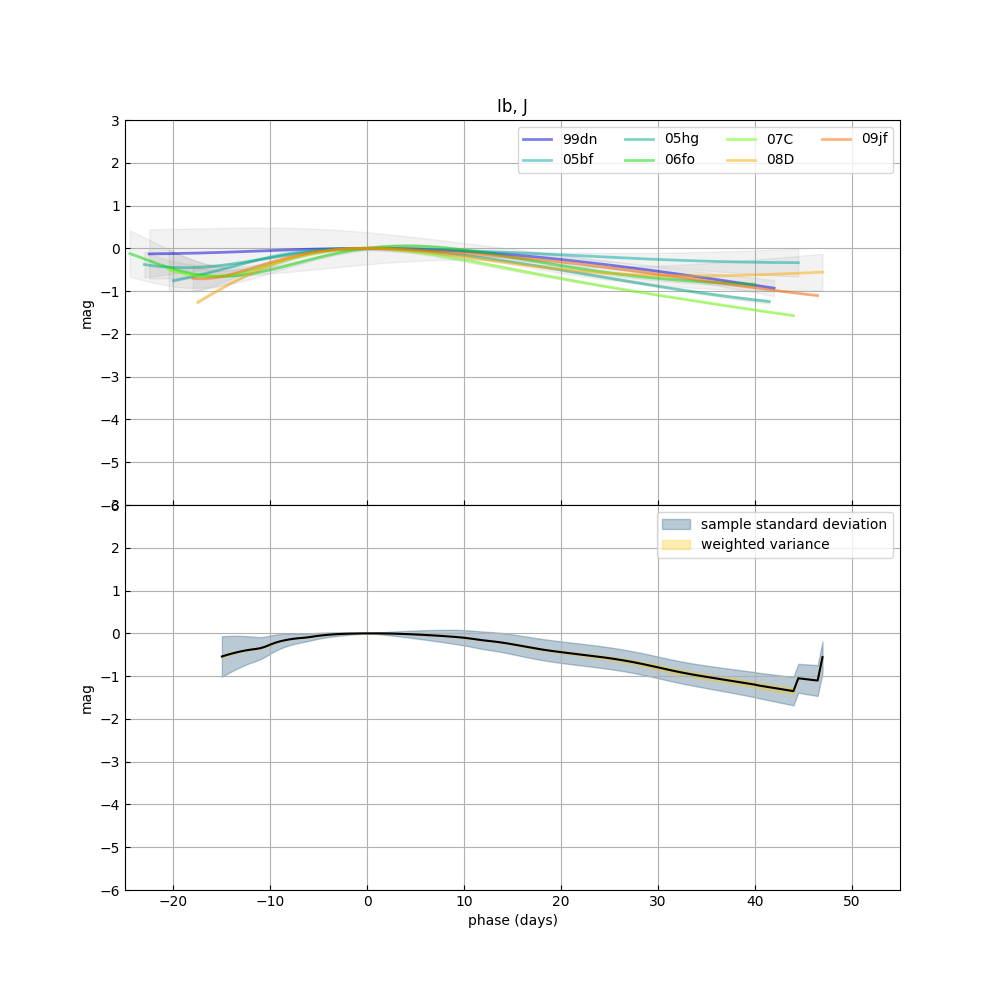 Ib, J
3
2
1
0
−1
−2
−3
−4
−5
−6
mag
99dn 05hg 07C 09jf
05bf 06fo 08D
3
2
1
0
−1
−2
−3
−4
−5
−6
mag
sample standard deviation
weighted variance
−20 −10 0 10 20 30 40 50
phase (days)